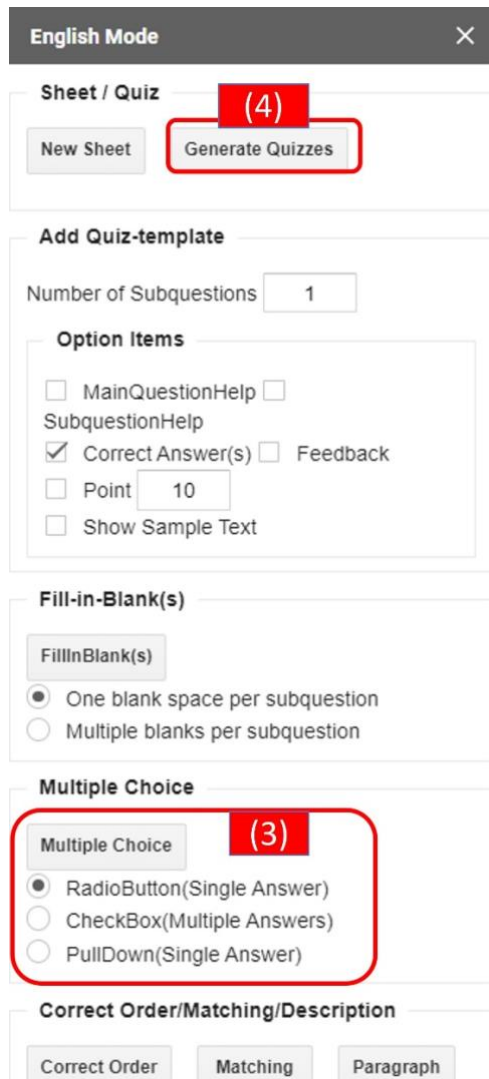 English Mode ×
Sheet / Quiz
(4)
New Sheet Generate Quizzes
Add Quiz-template
Number of Subquestions 1
Option Items
MainQuestionHelp
SubquestionHelp
Correct Answer(s) Feedback
Point 10
Show Sample Text
Fill-in-Blank(s)
FillInBlank(s)
One blank space per subquestion
Multiple blanks per subquestion
Multiple Choice
(3)
Multiple Choice
RadioButton(Single Answer)
CheckBox(Multiple Answers)
PullDown(Single Answer)
Correct Order/Matching/Description
Correct Order Matching Paragraph